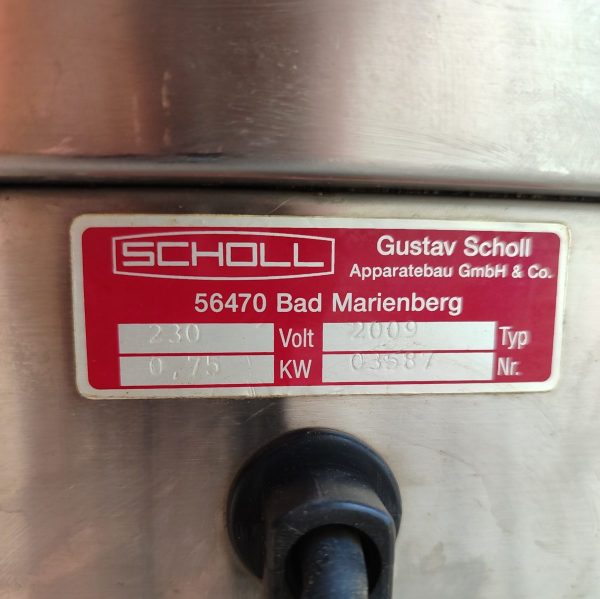 SCHOLL
Gustav Scholl
Apparatebau GmbH & Co.
56470 Bad Marienberg
230 Volt 2009 Typ
0,75 KW 03587 Nr.